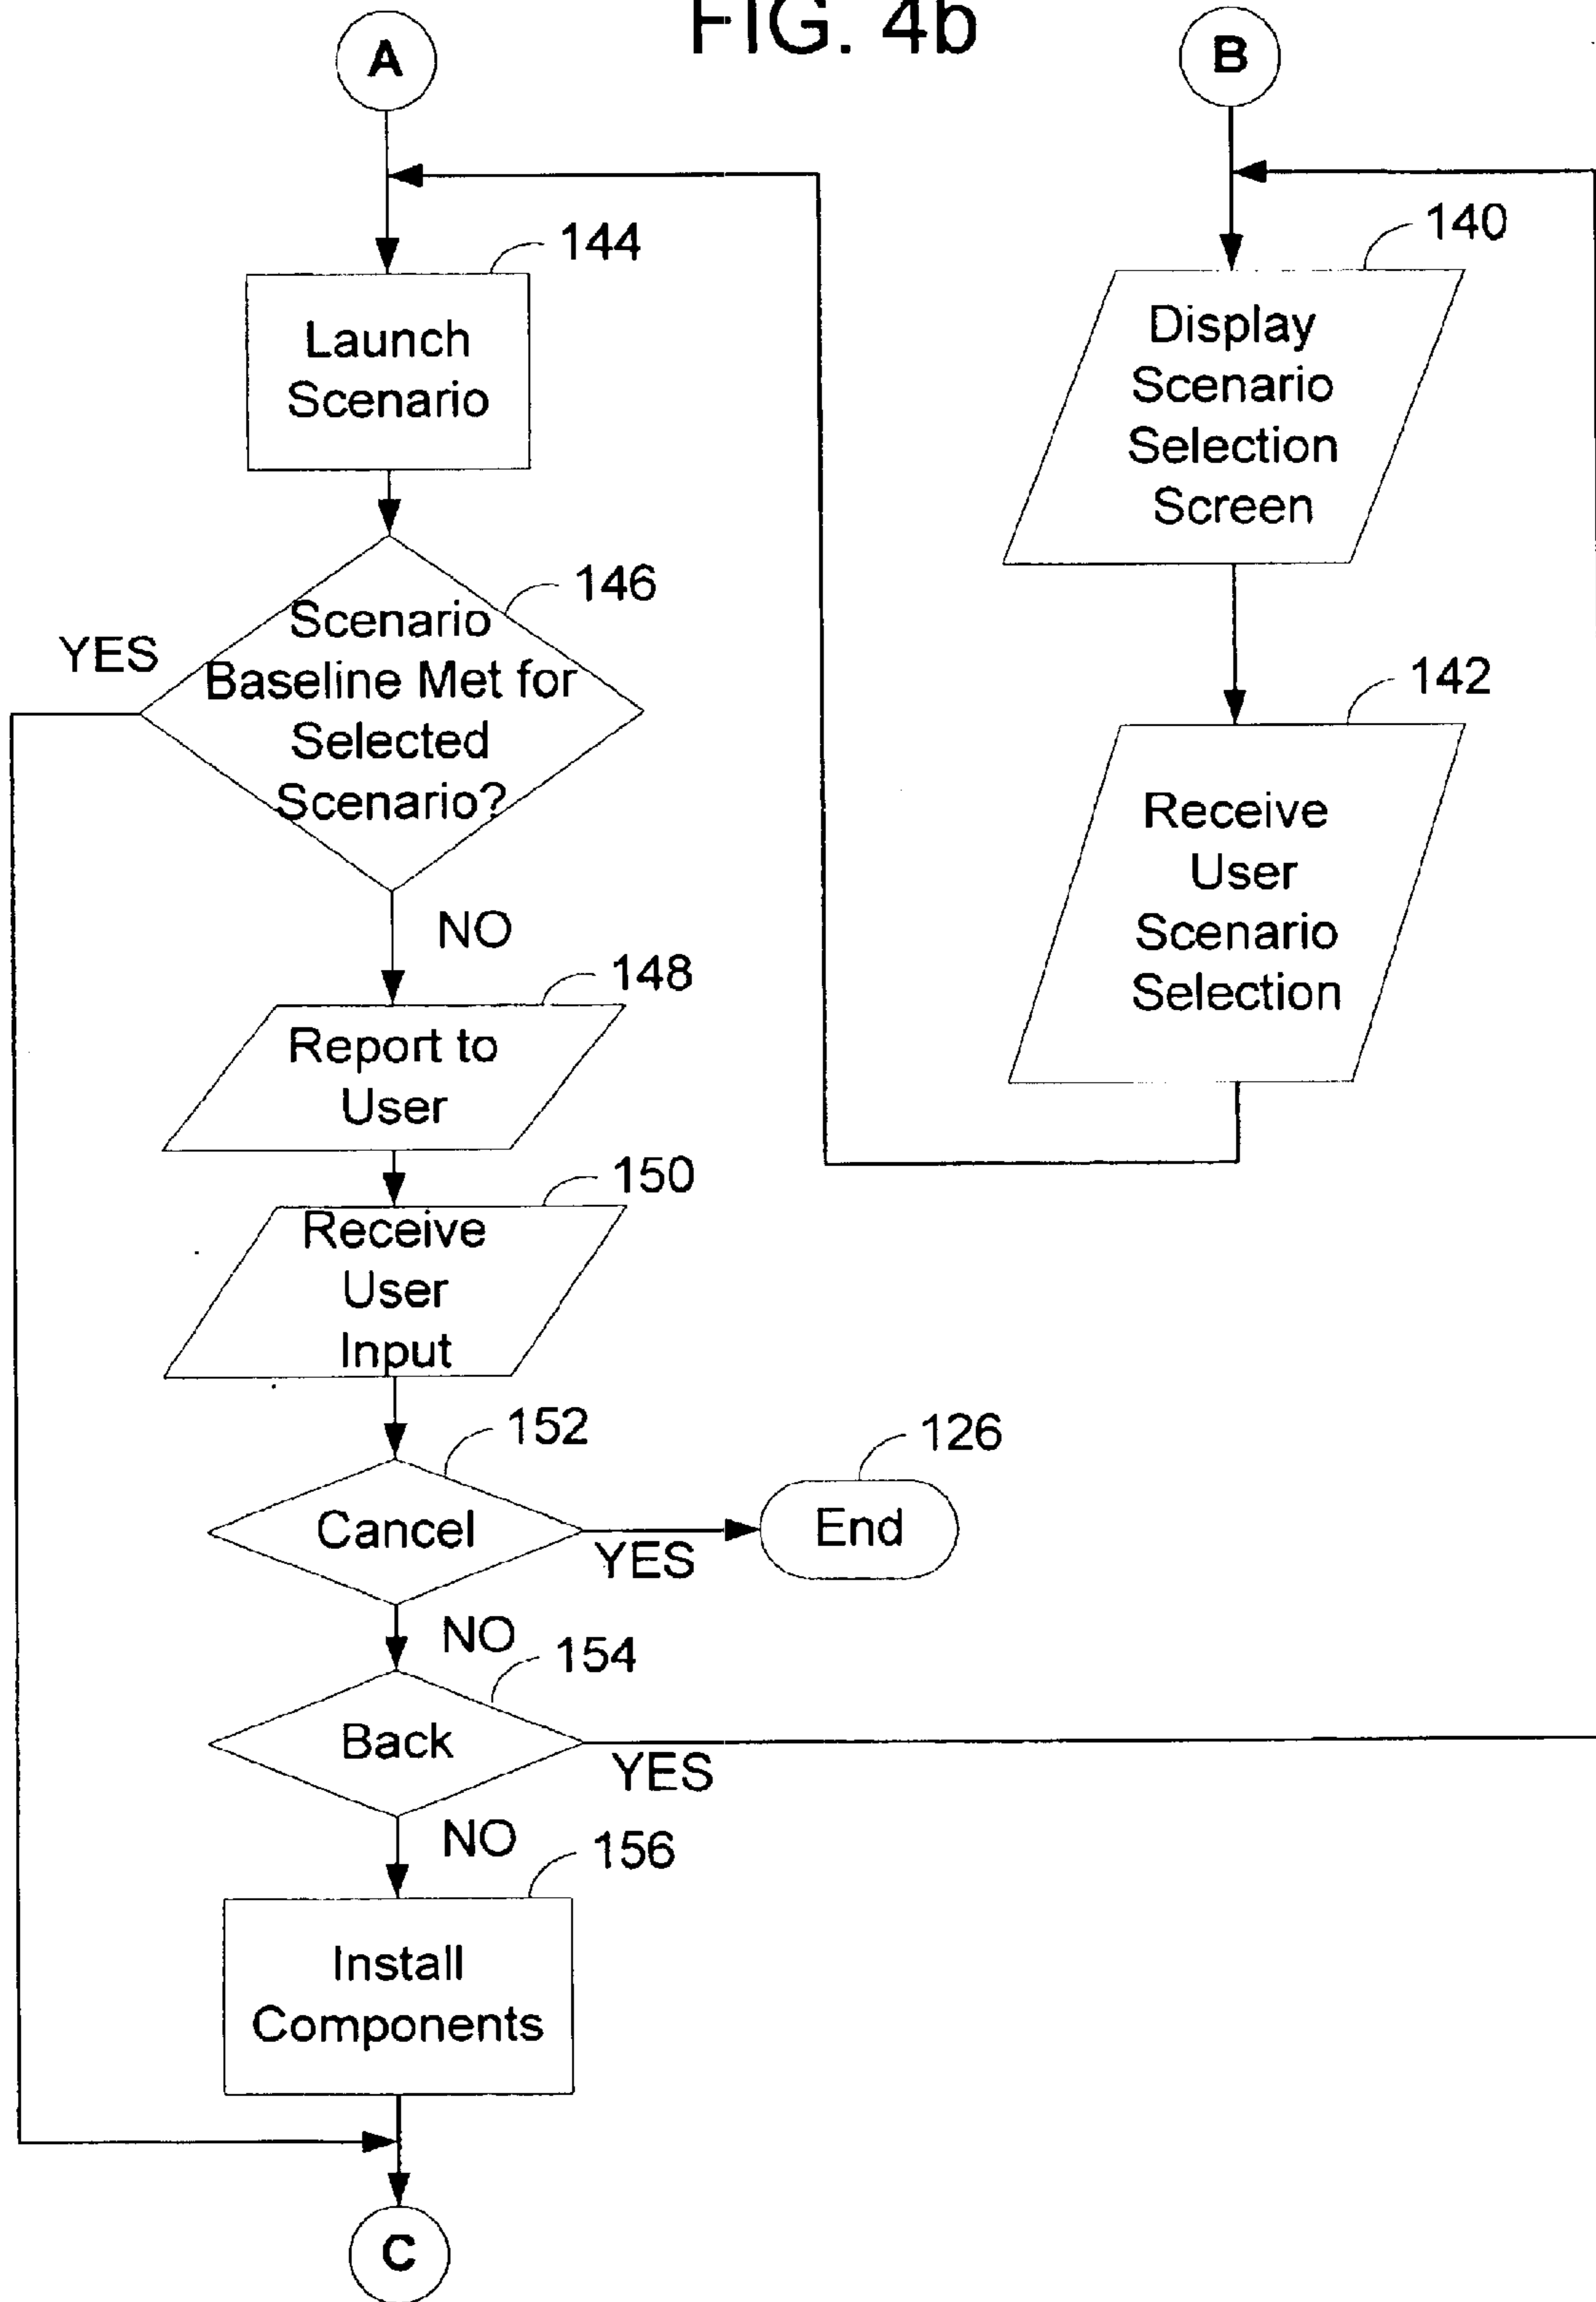 FIG. 4b
A
B
144
Launch
Scenario
140
Display
Scenario
Selection
Screen
146
Scenario
Baseline Met for
Selected
Scenario?
YES
NO
142
Receive
User
Scenario
Selection
148
Report to
User
150
Receive
User
Input
152
Cancel
YES
126
End
NO
154
Back
YES
NO
156
Install
Components
C